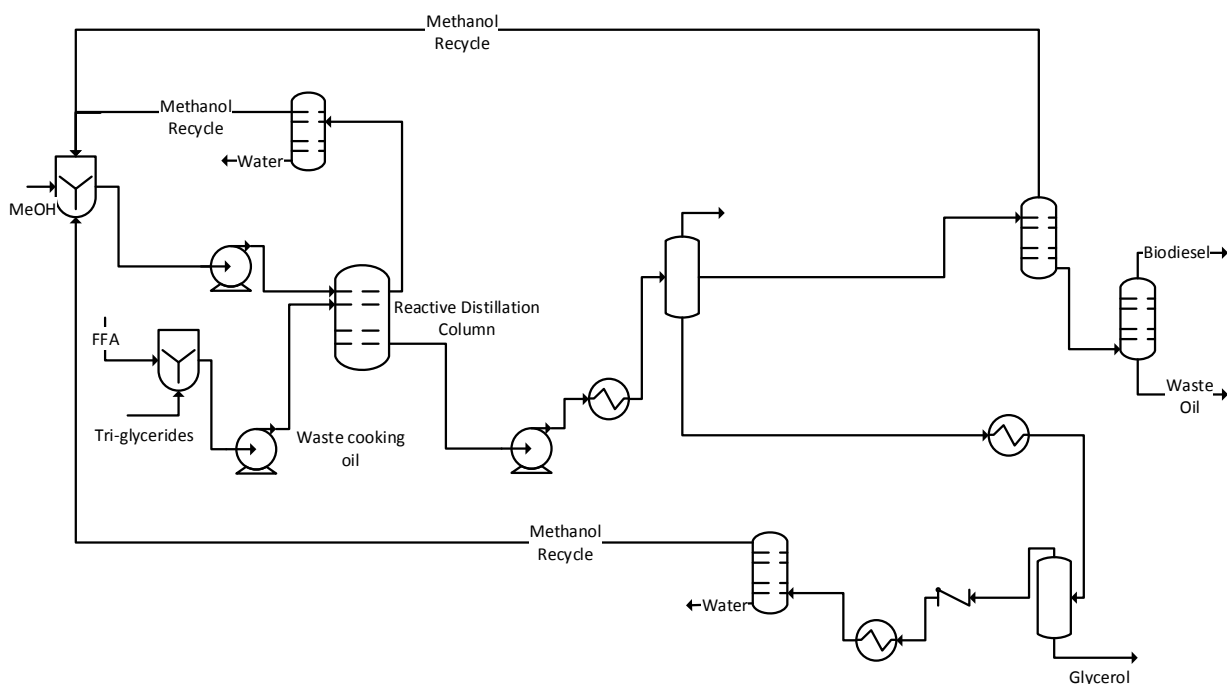 Methanol
Recycle
Methanol
Recycle
Water
MeOH
Biodiesel
Reactive Distillation
Column
FFA
Waste
Oil
Tri-glycerides
Waste cooking
oil
Methanol
Recycle
Water
Glycerol